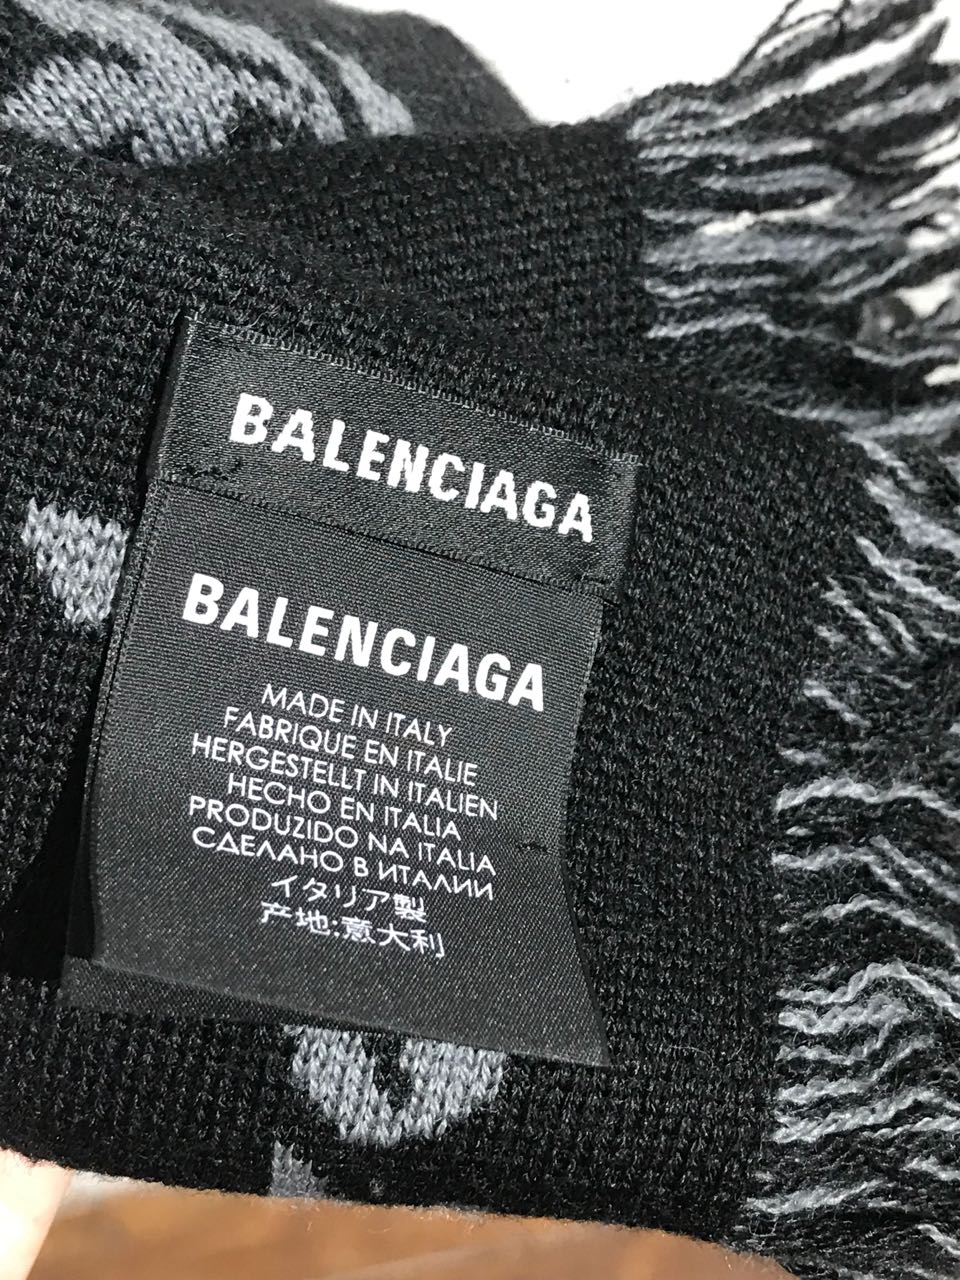 BALENCIAGA
BALENCIAGA
MADE IN ITALY
FABRIQUE EN ITALIE
HERGESTELLT IN ITALIEN
HECHO EN ITALIA
PRODUZIDO NA ITALIA
СДЕЛАНО В ИТАЛИИ
イタリア製
产地:意大利